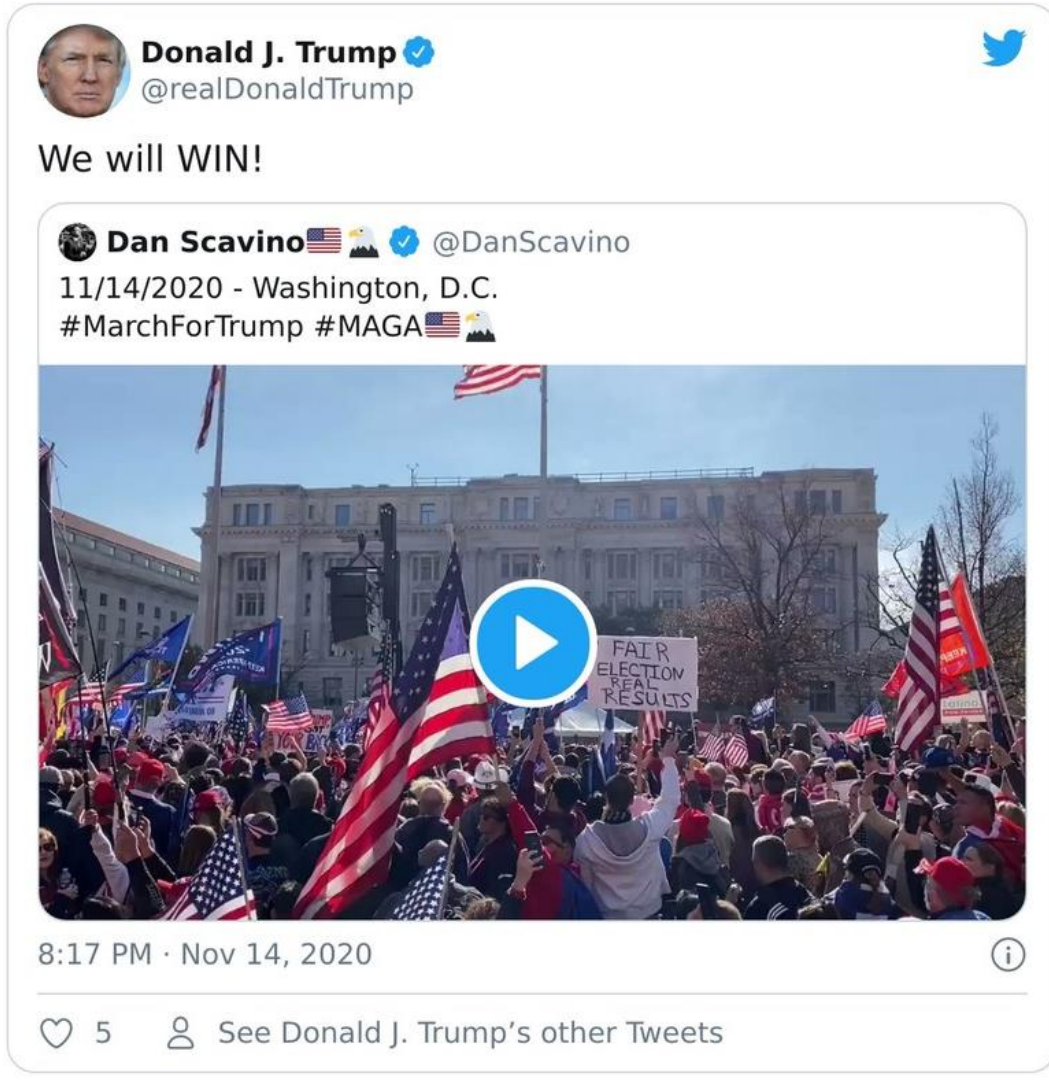 Donald J. Trump
@realDonaldTrump
We will WIN!
Dan Scavino @DanScavino
11/14/2020 - Washington, D.C.
#MarchForTrump #MAGA
FAIR
ELECTION
REAL
RESULTS
8:17 PM · Nov 14, 2020
5 See Donald J. Trump’s other Tweets